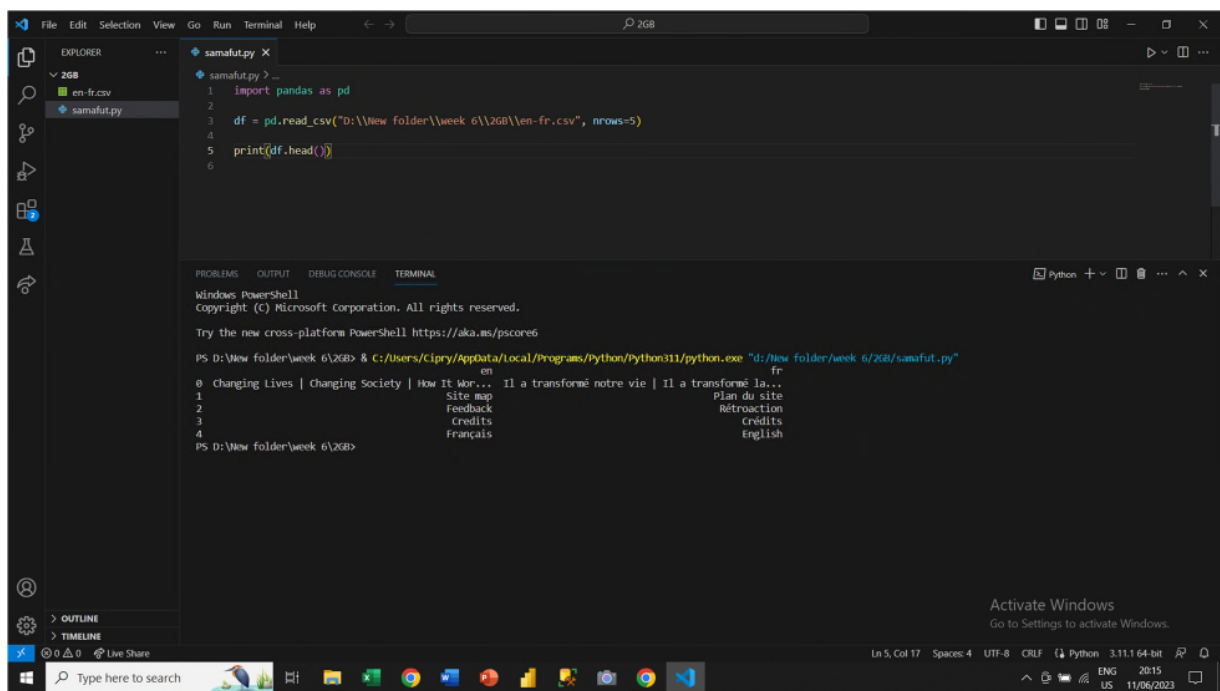 File Edit Selection View Go Run Terminal Help
2GB
EXPLORER
samafut.py
2GB
en-fr.csv
samafut.py
samafut.py > ...
1 import pandas as pd
2
3 df = pd.read_csv("D:\\New folder\\week 6\\2GB\\en-fr.csv", nrows=5)
4
5 print(df.head())
6
2
PROBLEMS OUTPUT DEBUG CONSOLE TERMINAL
Python
Windows PowerShell
Copyright (C) Microsoft Corporation. All rights reserved.
Try the new cross-platform PowerShell https://aka.ms/pscore6
PS D:\New folder\week 6\2GB> & C:/Users/Cipry/AppData/Local/Programs/Python/Python311/python.exe "d:/New folder/week 6/2GB/samafut.py"
en fr
0 Changing Lives | Changing Society | How It Wor... Il a transformé notre vie | Il a transformé la...
1 Site map Plan du site
2 Feedback Rétroaction
3 Credits Crédits
4 Français English
PS D:\New folder\week 6\2GB>
Activate Windows
Go to Settings to activate Windows.
OUTLINE
TIMELINE
0 0 Live Share
Ln 5, Col 17 Spaces: 4 UTF-8 CRLF Python 3.11.1 64-bit
Type here to search
ENG
US
20:15
11/06/2023